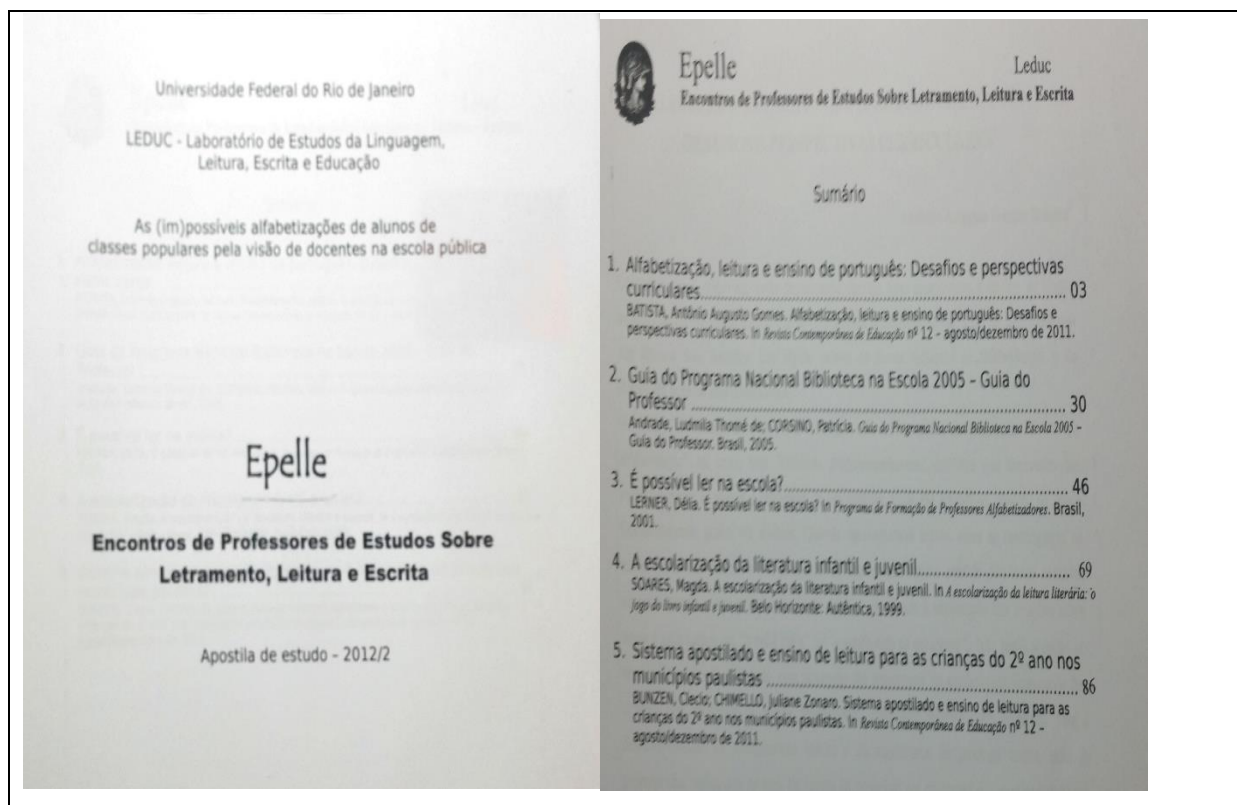 Universidade Federal do Rio de Janeiro
LEDUC - Laboratório de Estudos da Linguagem,
Leitura, Escrita e Educação
As (im)possíveis alfabetizações de alunos de
classes populares pela visão de docentes na escola pública
Epelle
Encontros de Professores de Estudos Sobre
Letramento, Leitura e Escrita
Apostila de estudo - 2012/2
Epelle Leduc
Encontros de Professores de Estudos Sobre Letramento, Leitura e Escrita
Sumário
1. Alfabetização, leitura e ensino de português: Desafios e perspectivas
curriculares............................................................ 03
BATISTA, Antônio Augusto Gomes. Alfabetização, leitura e ensino de português: Desafios e
perspectivas curriculares. In Revista Contemporânea de Educação nº 12 - agosto/dezembro de 2011.
2. Guia do Programa Nacional Biblioteca na Escola 2005 – Guia do
Professor ............................................................ 30
Andrade, Ludmila Thomé de; CORSINO, Patrícia. Guia do Programa Nacional Biblioteca na Escola 2005 –
Guia do Professor. Brasil, 2005.
3. É possível ler na escola?............................................................ 46
LERNER, Délia. É possível ler na escola? In Programa de Formação de Professores Alfabetizadores. Brasil,
2001.
4. A escolarização da literatura infantil e juvenil................................ 69
SOARES, Magda. A escolarização da literatura infantil e juvenil. In A escolarização da leitura literária: o
jogo do livro infantil e juvenil. Belo Horizonte: Autêntica, 1999.
5. Sistema apostilado e ensino de leitura para as crianças do 2º ano nos
municípios paulistas ............................................................ 86
BUNZEN, Clecio; CHIMELLO, Juliane Zonaro. Sistema apostilado e ensino de leitura para as
crianças do 2º ano nos municípios paulistas. In Revista Contemporânea de Educação nº 12 –
agosto/dezembro de 2011.